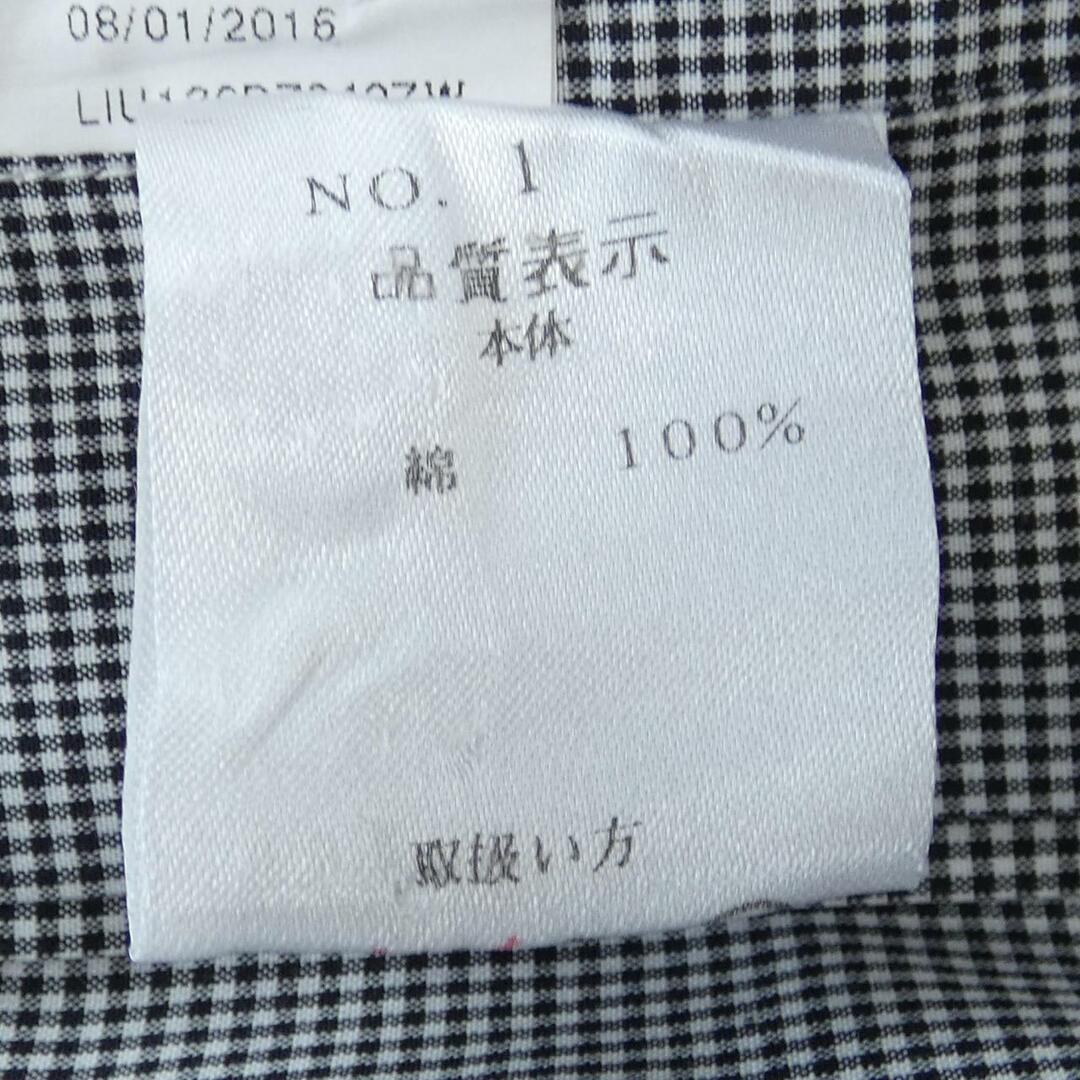 08/01/2016
NO. 1
品質表示
本体
綿 100%
取扱い方